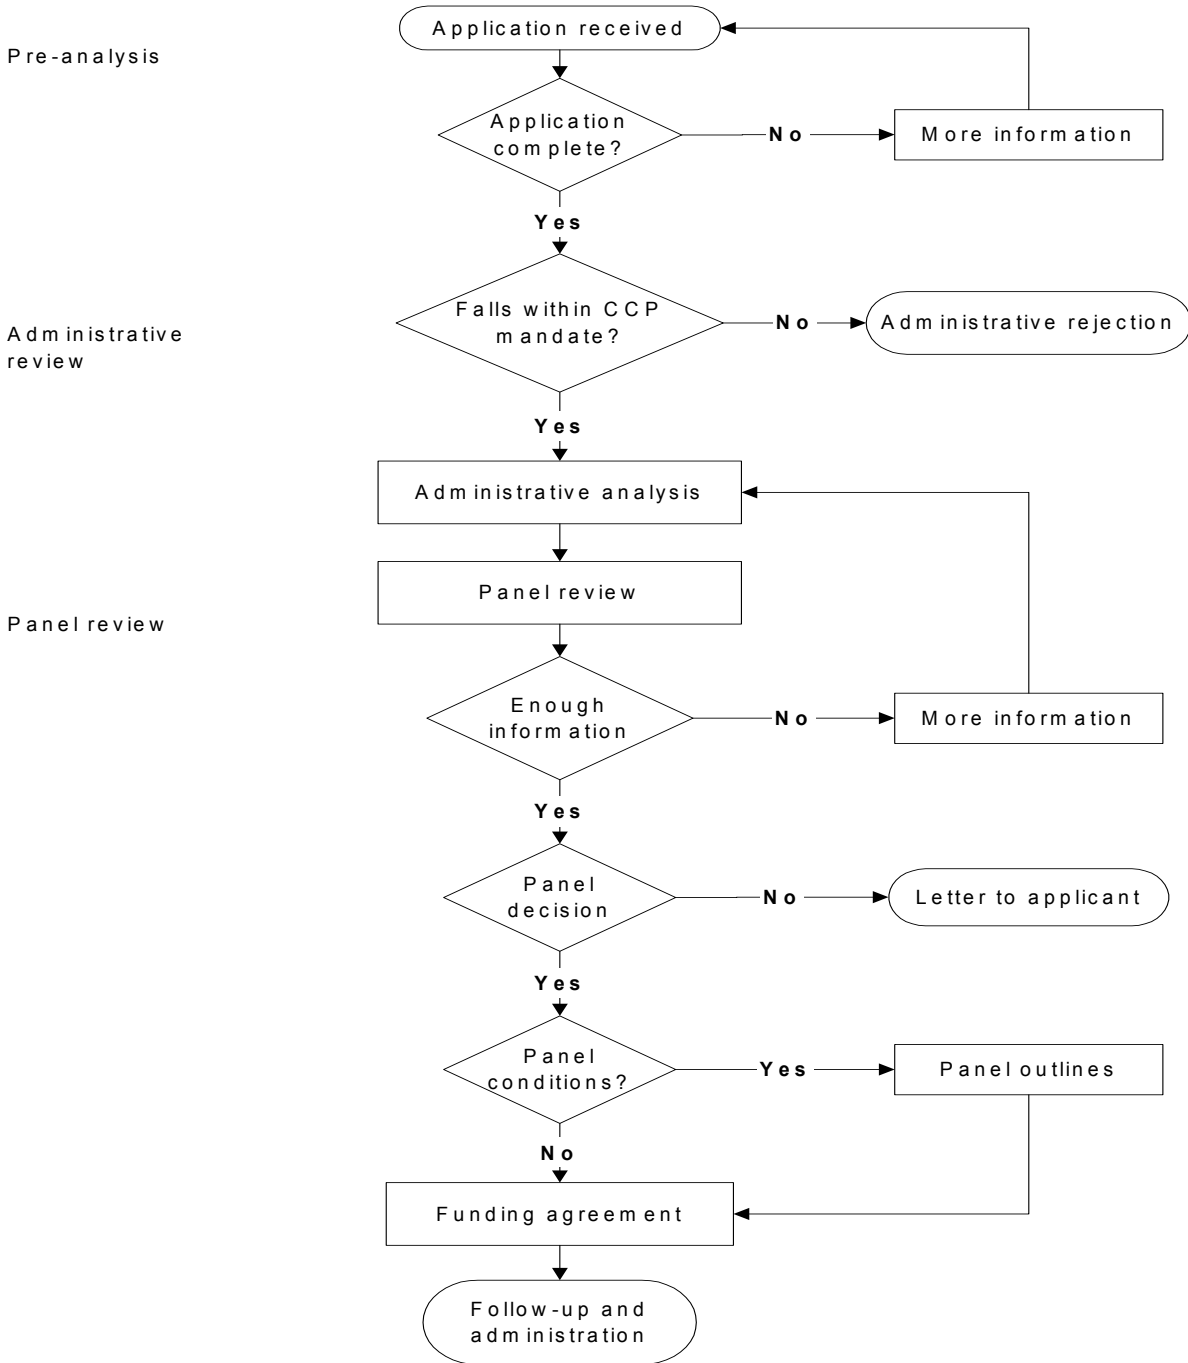 Application received
Pre-analysis
Application
complete?
No
More information
Yes
Falls within CCP
mandate?
No
Administrative rejection
Administrative
review
Yes
Administrative analysis
Panel review
Panel review
Enough
information
No
More information
Yes
Panel
decision
No
Letter to applicant
Yes
Panel
conditions?
Yes
Panel outlines
No
Funding agreement
Follow-up and
administration